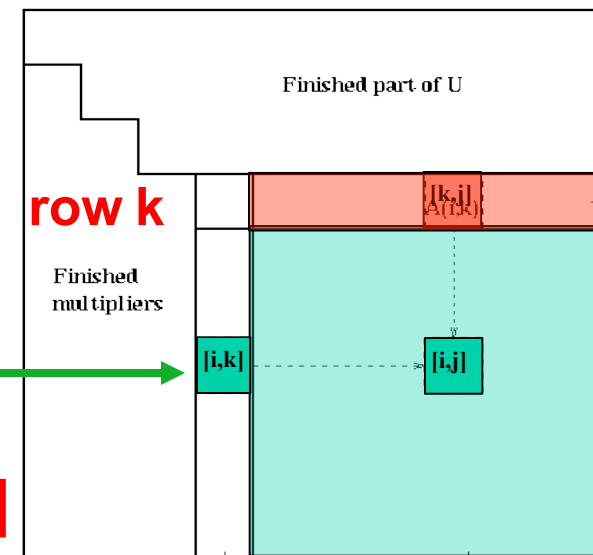 Finished part of U
[k,j]
A(i,k)
row k
Finished
multipliers
[i,k]
[i,j]
]